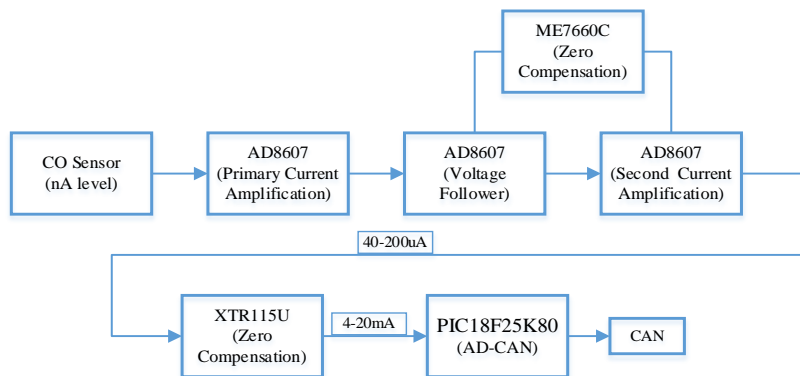 ME7660C
(Zero
Compensation)
CO Sensor
(nA level)
AD8607
(Primary Current
Amplification)
AD8607
(Voltage
Follower)
AD8607
(Second Current
Amplification)
40-200uA
XTR115U
(Zero
Compensation)
4-20mA
PIC18F25K80
(AD-CAN)
CAN